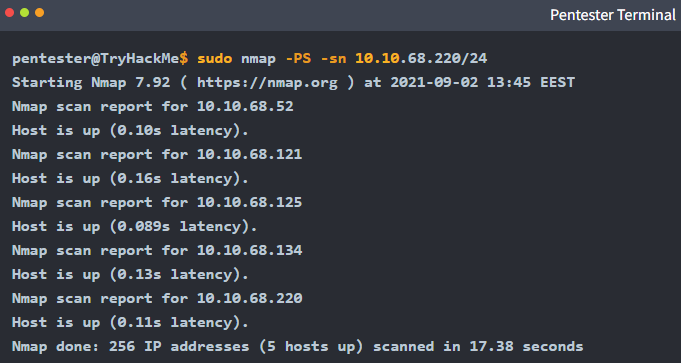 Pentester Terminal
pentester@TryHackMe$ sudo nmap -PS -sn 10.10.68.220/24
Starting Nmap 7.92 ( https://nmap.org ) at 2021-09-02 13:45 EEST
Nmap scan report for 10.10.68.52
Host is up (0.10s latency).
Nmap scan report for 10.10.68.121
Host is up (0.16s latency).
Nmap scan report for 10.10.68.125
Host is up (0.089s latency).
Nmap scan report for 10.10.68.134
Host is up (0.13s latency).
Nmap scan report for 10.10.68.220
Host is up (0.11s latency).
Nmap done: 256 IP addresses (5 hosts up) scanned in 17.38 seconds